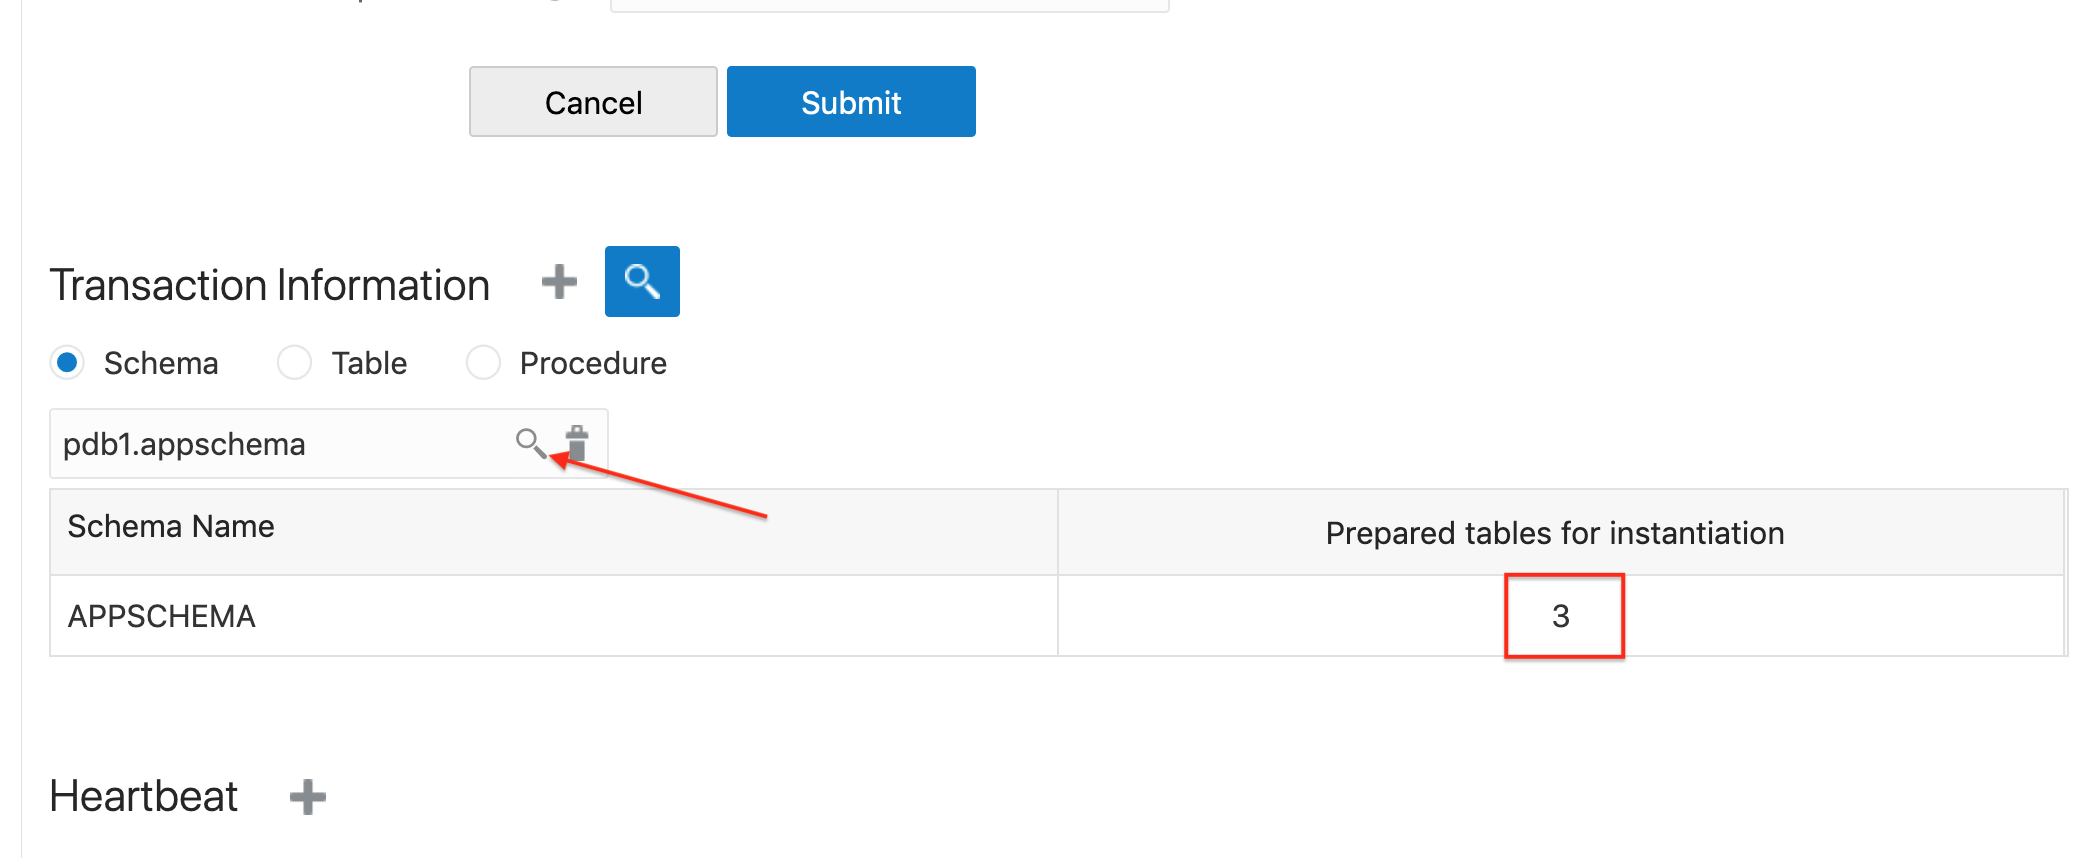 Cancel
Submit
Transaction Information
Schema
Table
Procedure
pdb1.appschema
Schema Name
Prepared tables for instantiation
APPSCHEMA
3
Heartbeat